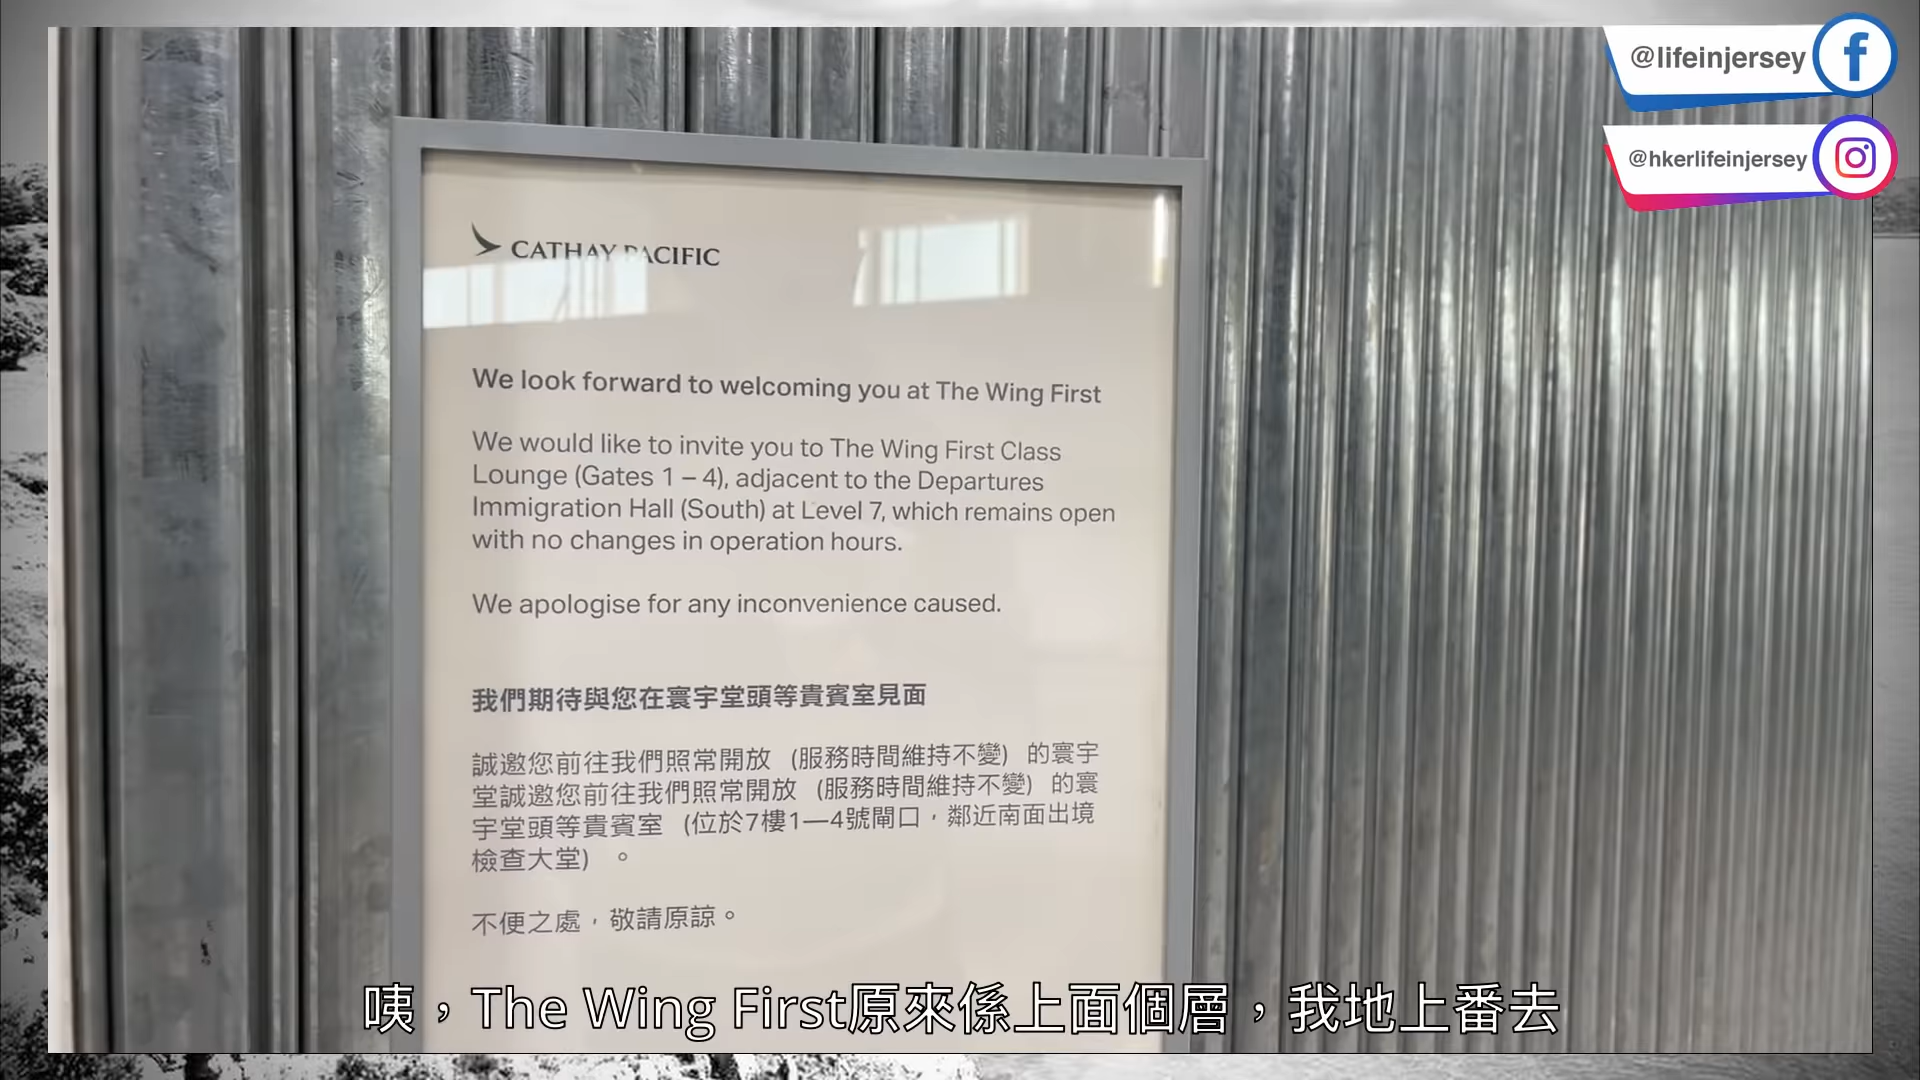 @lifeinjersey
@hkerlifeinjersey
CATHAY PACIFIC
We look forward to welcoming you at The Wing First
We would like to invite you to The Wing First Class
Lounge (Gates 1 – 4), adjacent to the Departures
Immigration Hall (South) at Level 7, which remains open
with no changes in operation hours.
We apologise for any inconvenience caused.
我們期待與您在寰宇堂頭等貴賓室見面
誠邀您前往我們照常開放 (服務時間維持不變) 的寰宇
堂誠邀您前往我們照常開放 (服務時間維持不變) 的寰
宇堂頭等貴賓室 (位於7樓1—4號閘口，鄰近南面出境
檢查大堂) 。
不便之處，敬請原諒。
咦，The Wing First原來係上面個層，我地上番去